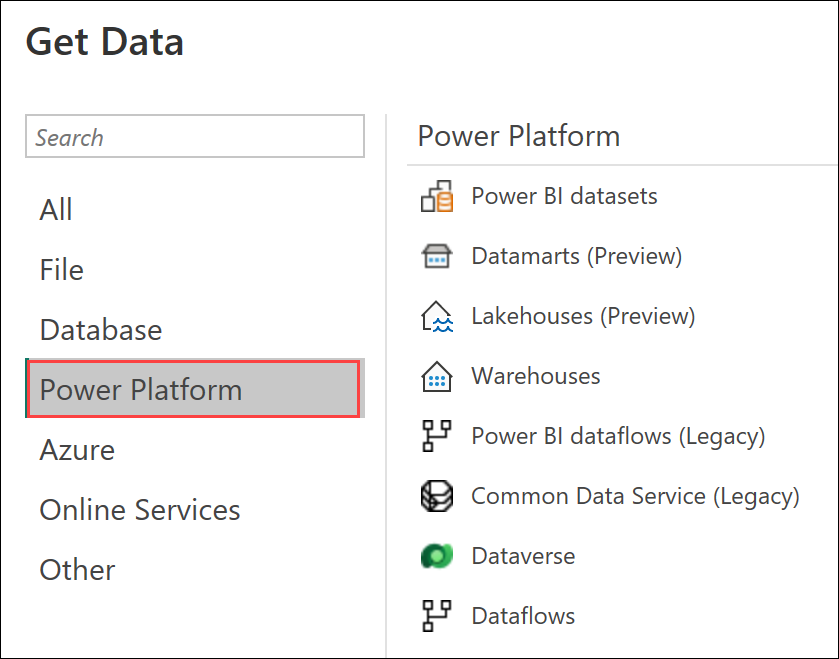 Get Data
Search
All
File
Database
Power Platform
Azure
Online Services
Other
Power Platform
Power BI datasets
Datamarts (Preview)
Lakehouses (Preview)
Warehouses
Power BI dataflows (Legacy)
Common Data Service (Legacy)
Dataverse
Dataflows